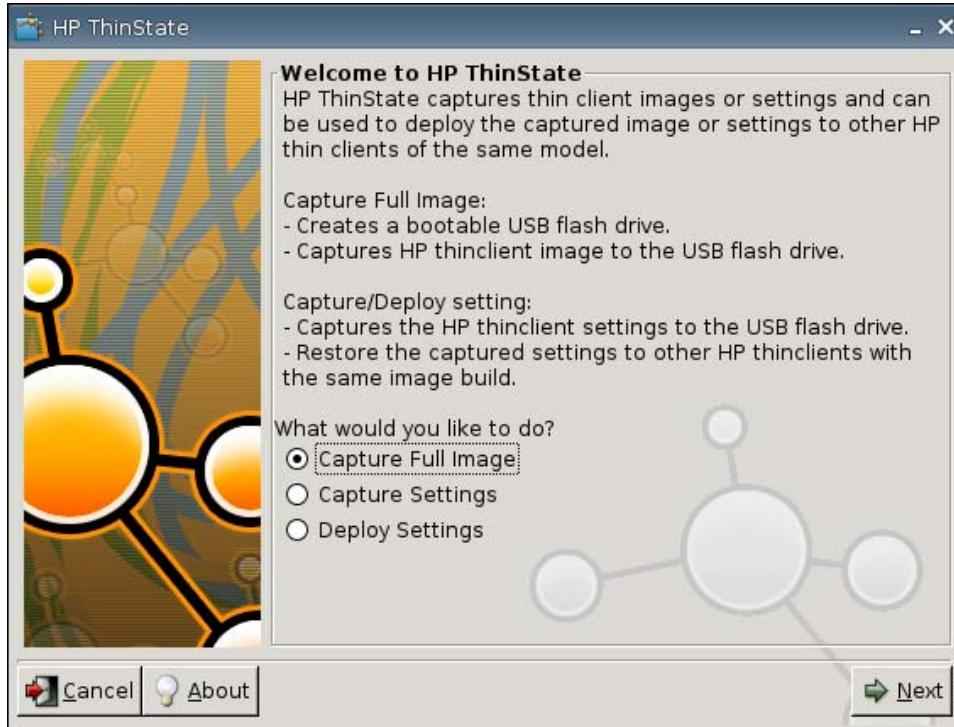 HP ThinState
Welcome to HP ThinState
HP ThinState captures thin client images or settings and can
be used to deploy the captured image or settings to other HP
thin clients of the same model.
Capture Full Image:
- Creates a bootable USB flash drive.
- Captures HP thinclient image to the USB flash drive.
Capture/Deploy setting:
- Captures the HP thinclient settings to the USB flash drive.
- Restore the captured settings to other HP thinclients with
the same image build.
What would you like to do?
Capture Full Image
Capture Settings
Deploy Settings
Cancel
About
Next